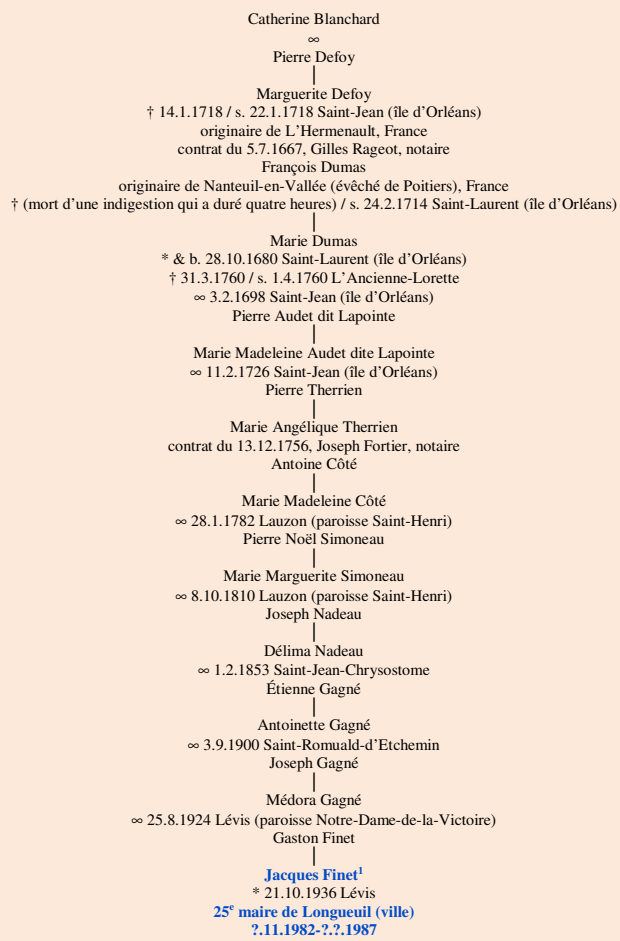 Catherine Blanchard
∞
Pierre Defoy
Marguerite Defoy
† 14.1.1718 / s. 22.1.1718 Saint-Jean (île d’Orléans)
originaire de L’Hermenault, France
contrat du 5.7.1667, Gilles Rageot, notaire
François Dumas
originaire de Nanteuil-en-Vallée (évêché de Poitiers), France
† (mort d’une indigestion qui a duré quatre heures) / s. 24.2.1714 Saint-Laurent (île d’Orléans)
Marie Dumas
* & b. 28.10.1680 Saint-Laurent (île d’Orléans)
† 31.3.1760 / s. 1.4.1760 L’Ancienne-Lorette
∞ 3.2.1698 Saint-Jean (île d’Orléans)
Pierre Audet dit Lapointe
Marie Madeleine Audet dite Lapointe
∞ 11.2.1726 Saint-Jean (île d’Orléans)
Pierre Therrien
Marie Angélique Therrien
contrat du 13.12.1756, Joseph Fortier, notaire
Antoine Côté
Marie Madeleine Côté
∞ 28.1.1782 Lauzon (paroisse Saint-Henri)
Pierre Noël Simoneau
Marie Marguerite Simoneau
∞ 8.10.1810 Lauzon (paroisse Saint-Henri)
Joseph Nadeau
Délima Nadeau
∞ 1.2.1853 Saint-Jean-Chrysostome
Étienne Gagné
Antoinette Gagné
∞ 3.9.1900 Saint-Romuald-d’Etchemin
Joseph Gagné
Médora Gagné
∞ 25.8.1924 Lévis (paroisse Notre-Dame-de-la-Victoire)
Gaston Finet
Jacques Finet¹
* 21.10.1936 Lévis
25ᵉ maire de Longueuil (ville)
?.11.1982-?.?.1987